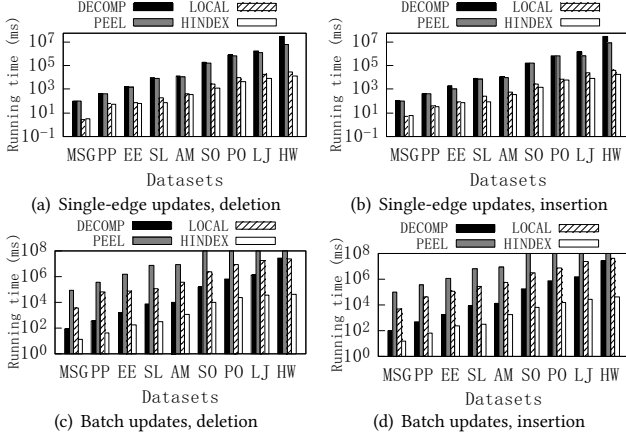 DECOMP LOCAL
PEEL HINDEX
Running time (ms)
10^7
10^5
10^3
10^1
10^-1
MSG PP EE SL AM SO PO LJ HW
Datasets
(a) Single-edge updates, deletion
DECOMP LOCAL
PEEL HINDEX
Running time (ms)
10^7
10^5
10^3
10^1
10^-1
MSG PP EE SL AM SO PO LJ HW
Datasets
(b) Single-edge updates, insertion
DECOMP LOCAL
PEEL HINDEX
Running time (ms)
10^8
10^6
10^4
10^2
10^0
MSG PP EE SL AM SO PO LJ HW
Datasets
(c) Batch updates, deletion
DECOMP LOCAL
PEEL HINDEX
Running time (ms)
10^8
10^6
10^4
10^2
10^0
MSG PP EE SL AM SO PO LJ HW
Datasets
(d) Batch updates, insertion